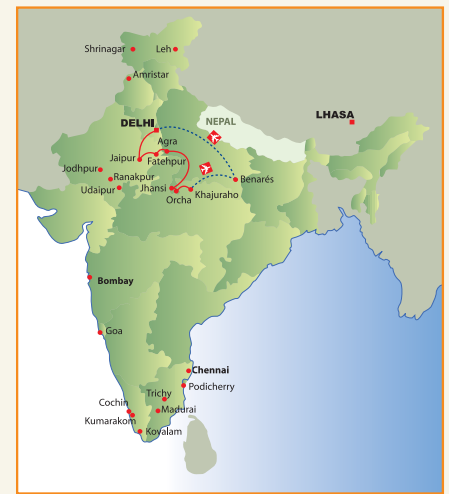 Shrinagar
Leh
Amristar
DELHI
NEPAL
LHASA
Agra
Jaipur
Fatehpur
Jodhpur
Ranakpur
Udaipur
Jhansi
Benarés
Khajuraho
Orcha
Bombay
Goa
Chennai
Podicherry
Trichy
Cochin
Madurai
Kumarakom
Kovalam